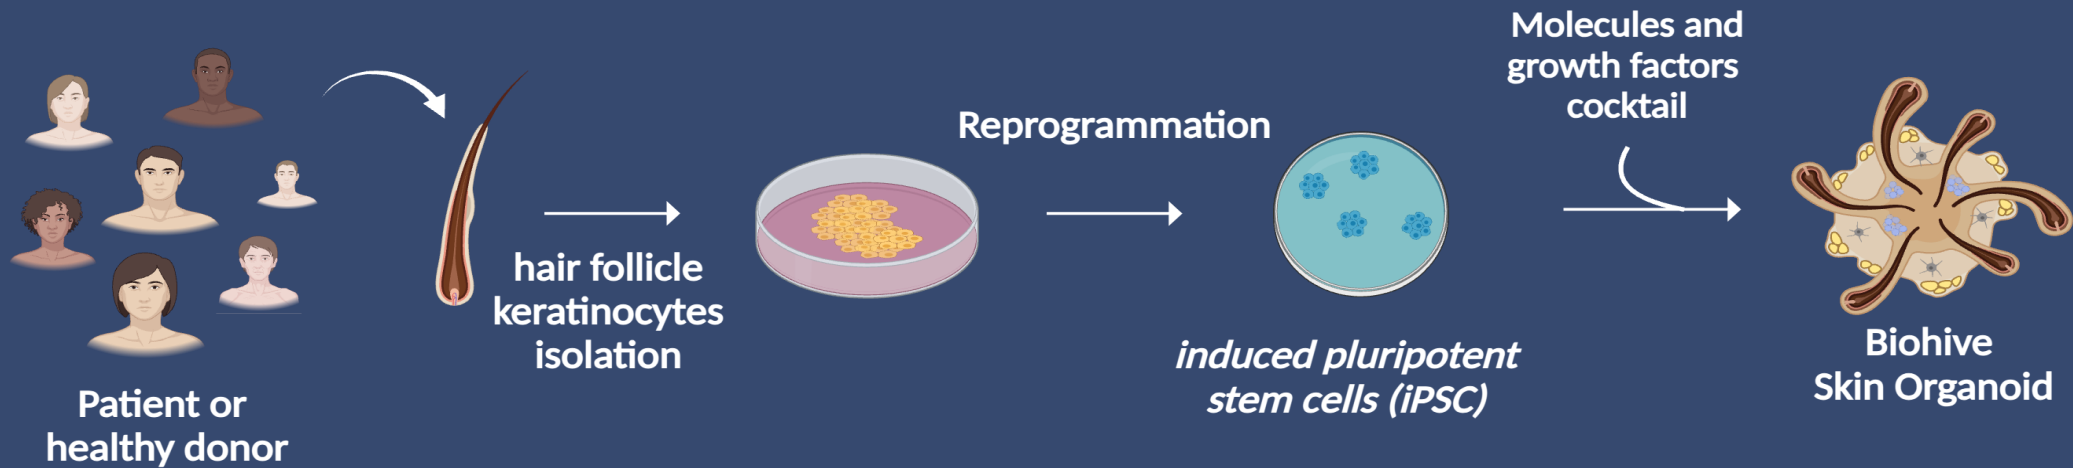 Patient or
healthy donor
hair follicle
keratinocytes
isolation
Reprogrammation
induced pluripotent
stem cells (iPSC)
Molecules and
growth factors
cocktail
Biohive
Skin Organoid